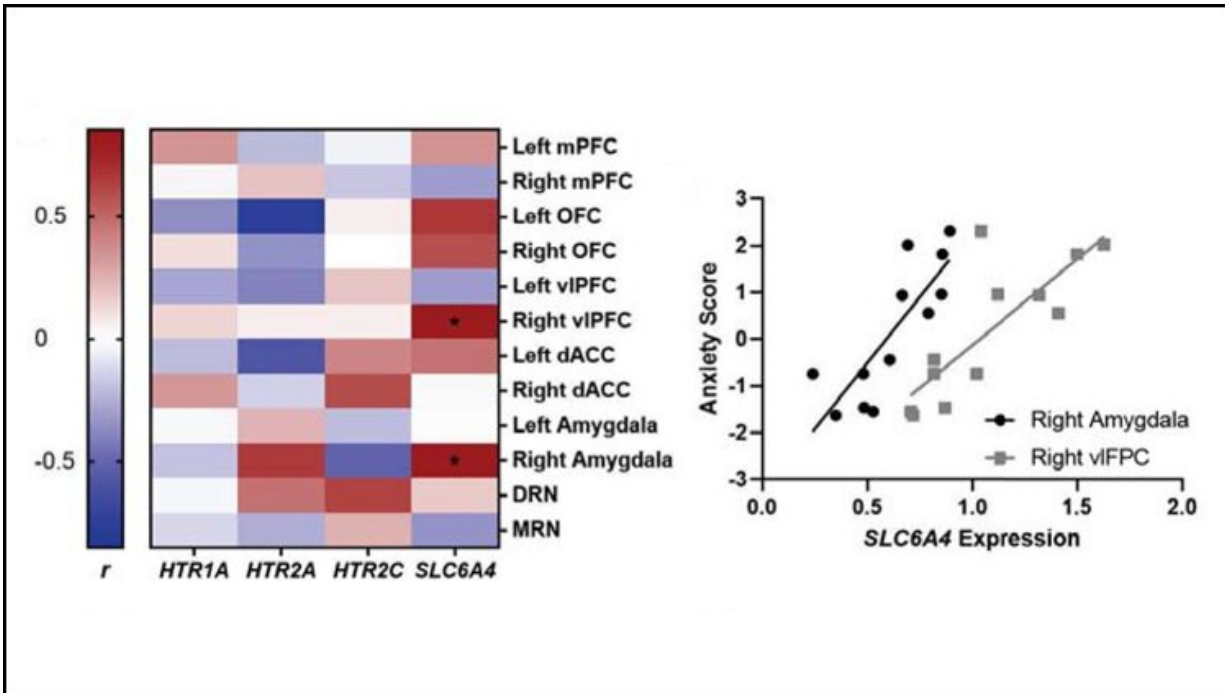 0.5
0
-0.5
r
Left mPFC
Right mPFC
Left OFC
Right OFC
Left vlPFC
Right vlPFC
Left dACC
Right dACC
Left Amygdala
Right Amygdala
DRN
MRN
HTR1A HTR2A HTR2C SLC6A4
Anxiety Score
3
2
1
0
-1
-2
-3
0.0 0.5 1.0 1.5 2.0
SLC6A4 Expression
Right Amygdala
Right vlFPC